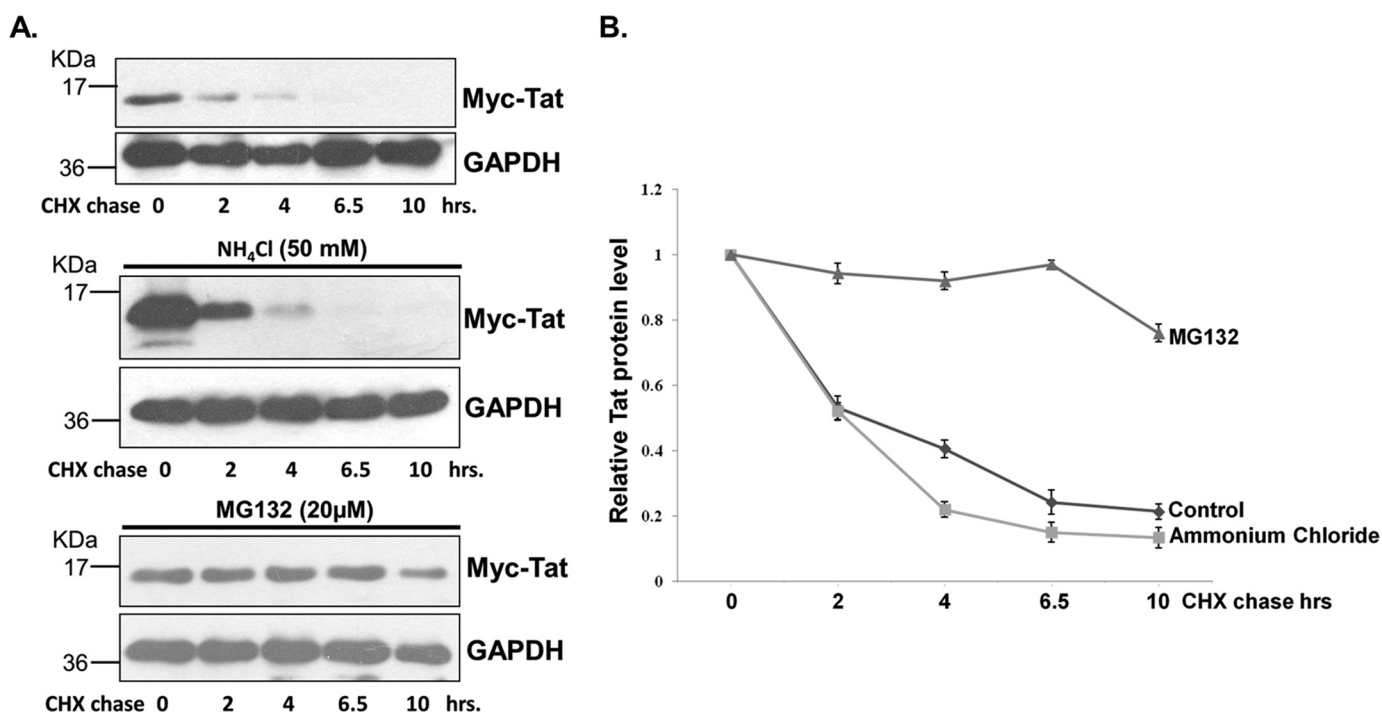 A.
KDa
17
Myc-Tat
36
GAPDH
CHX chase 0 2 4 6.5 10 hrs.
NH₄Cl (50 mM)
KDa
17
Myc-Tat
36
GAPDH
CHX chase 0 2 4 6.5 10 hrs.
MG132 (20µM)
KDa
17
Myc-Tat
36
GAPDH
CHX chase 0 2 4 6.5 10 hrs.
B.
Relative Tat protein level
1.2
1
0.8
0.6
0.4
0.2
0
MG132
Control
Ammonium Chloride
0 2 4 6.5 10 CHX chase hrs